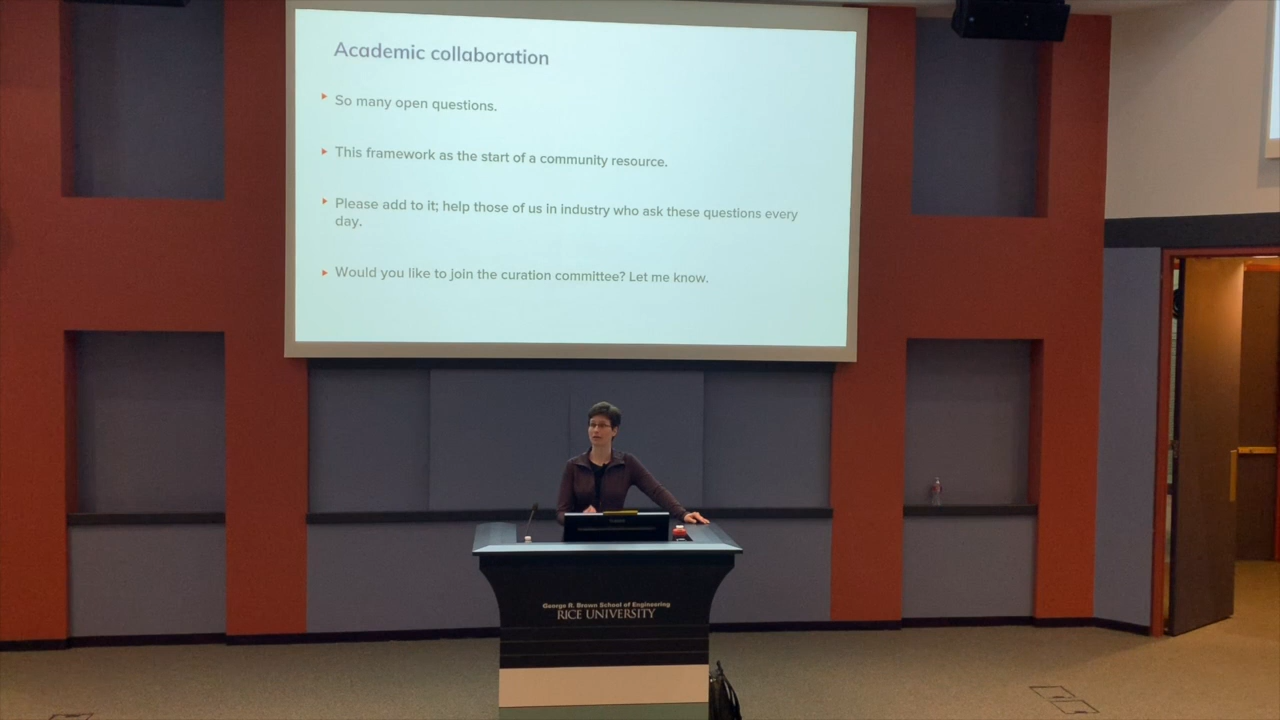 Academic collaboration
So many open questions.
This framework as the start of a community resource.
Please add to it; help those of us in industry who ask these questions every
day.
Would you like to join the curation committee? Let me know.
George R. Brown School of Engineering
RICE UNIVERSITY